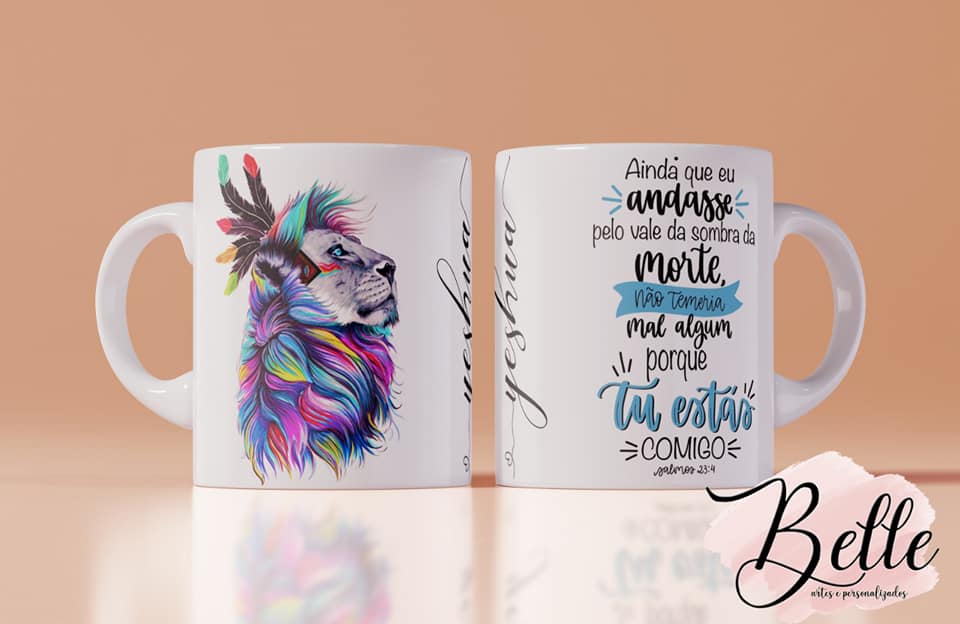 yeshua
yeshua
Ainda que eu
andasse
pelo vale da sombra da
morte,
não temeria
mal algum
porque
Tu estás
COMIGO
salmos 23:4
Belle
artes e personalizados